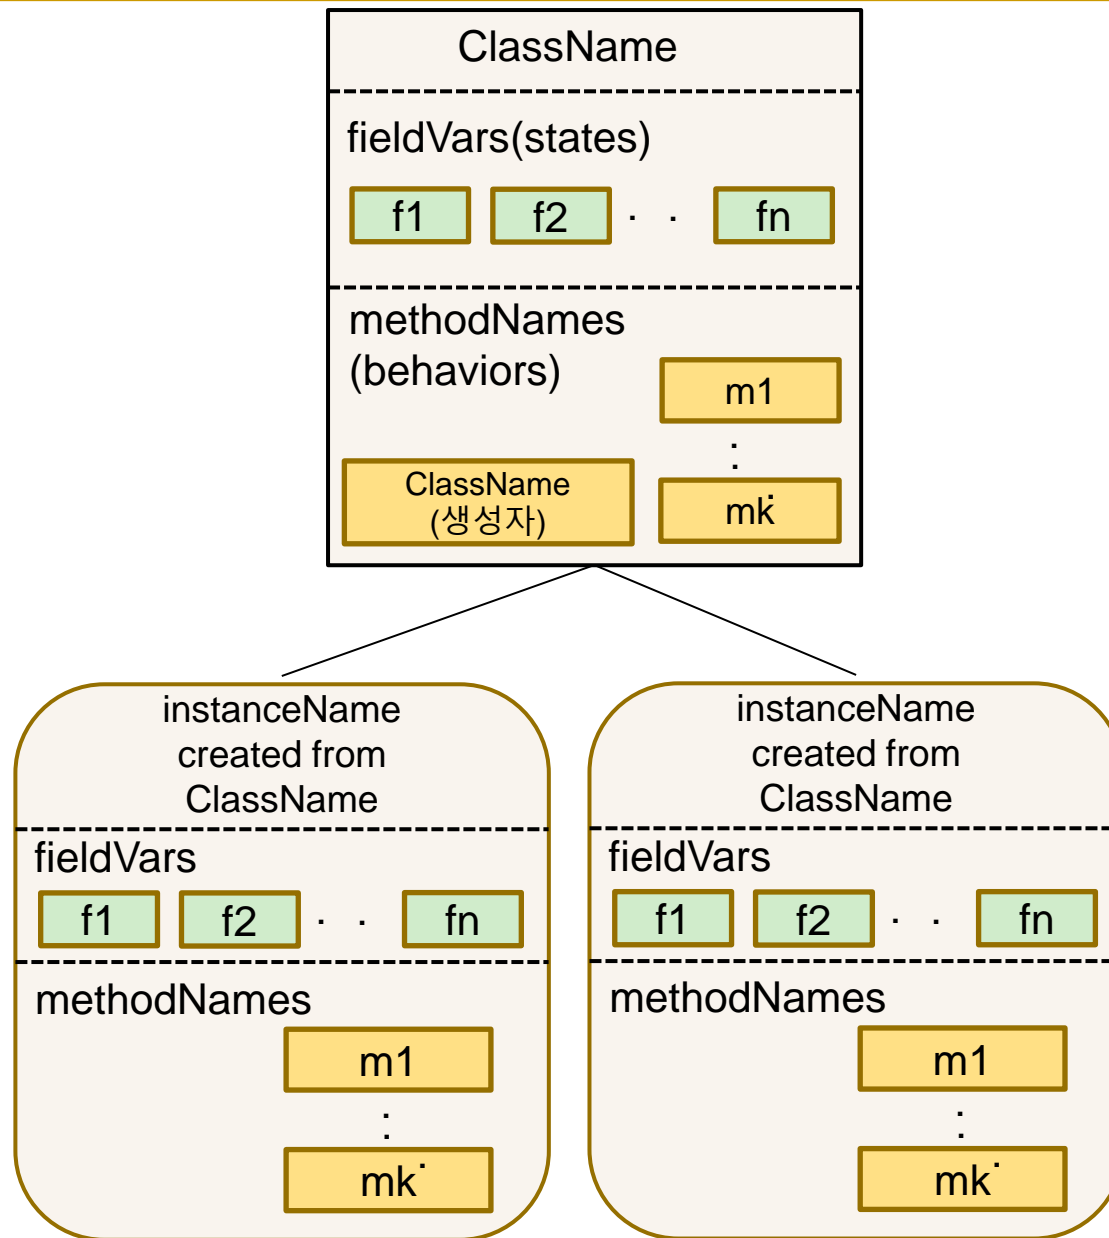 ClassName
fieldVars(states)
f1 f2 . . fn
methodNames
(behaviors)
m1
:
ClassName
(생성자)
mk.
instanceName
created from
ClassName
fieldVars
f1 f2 . . fn
methodNames
m1
:
mk.
instanceName
created from
ClassName
fieldVars
f1 f2 . . fn
methodNames
m1
:
mk.